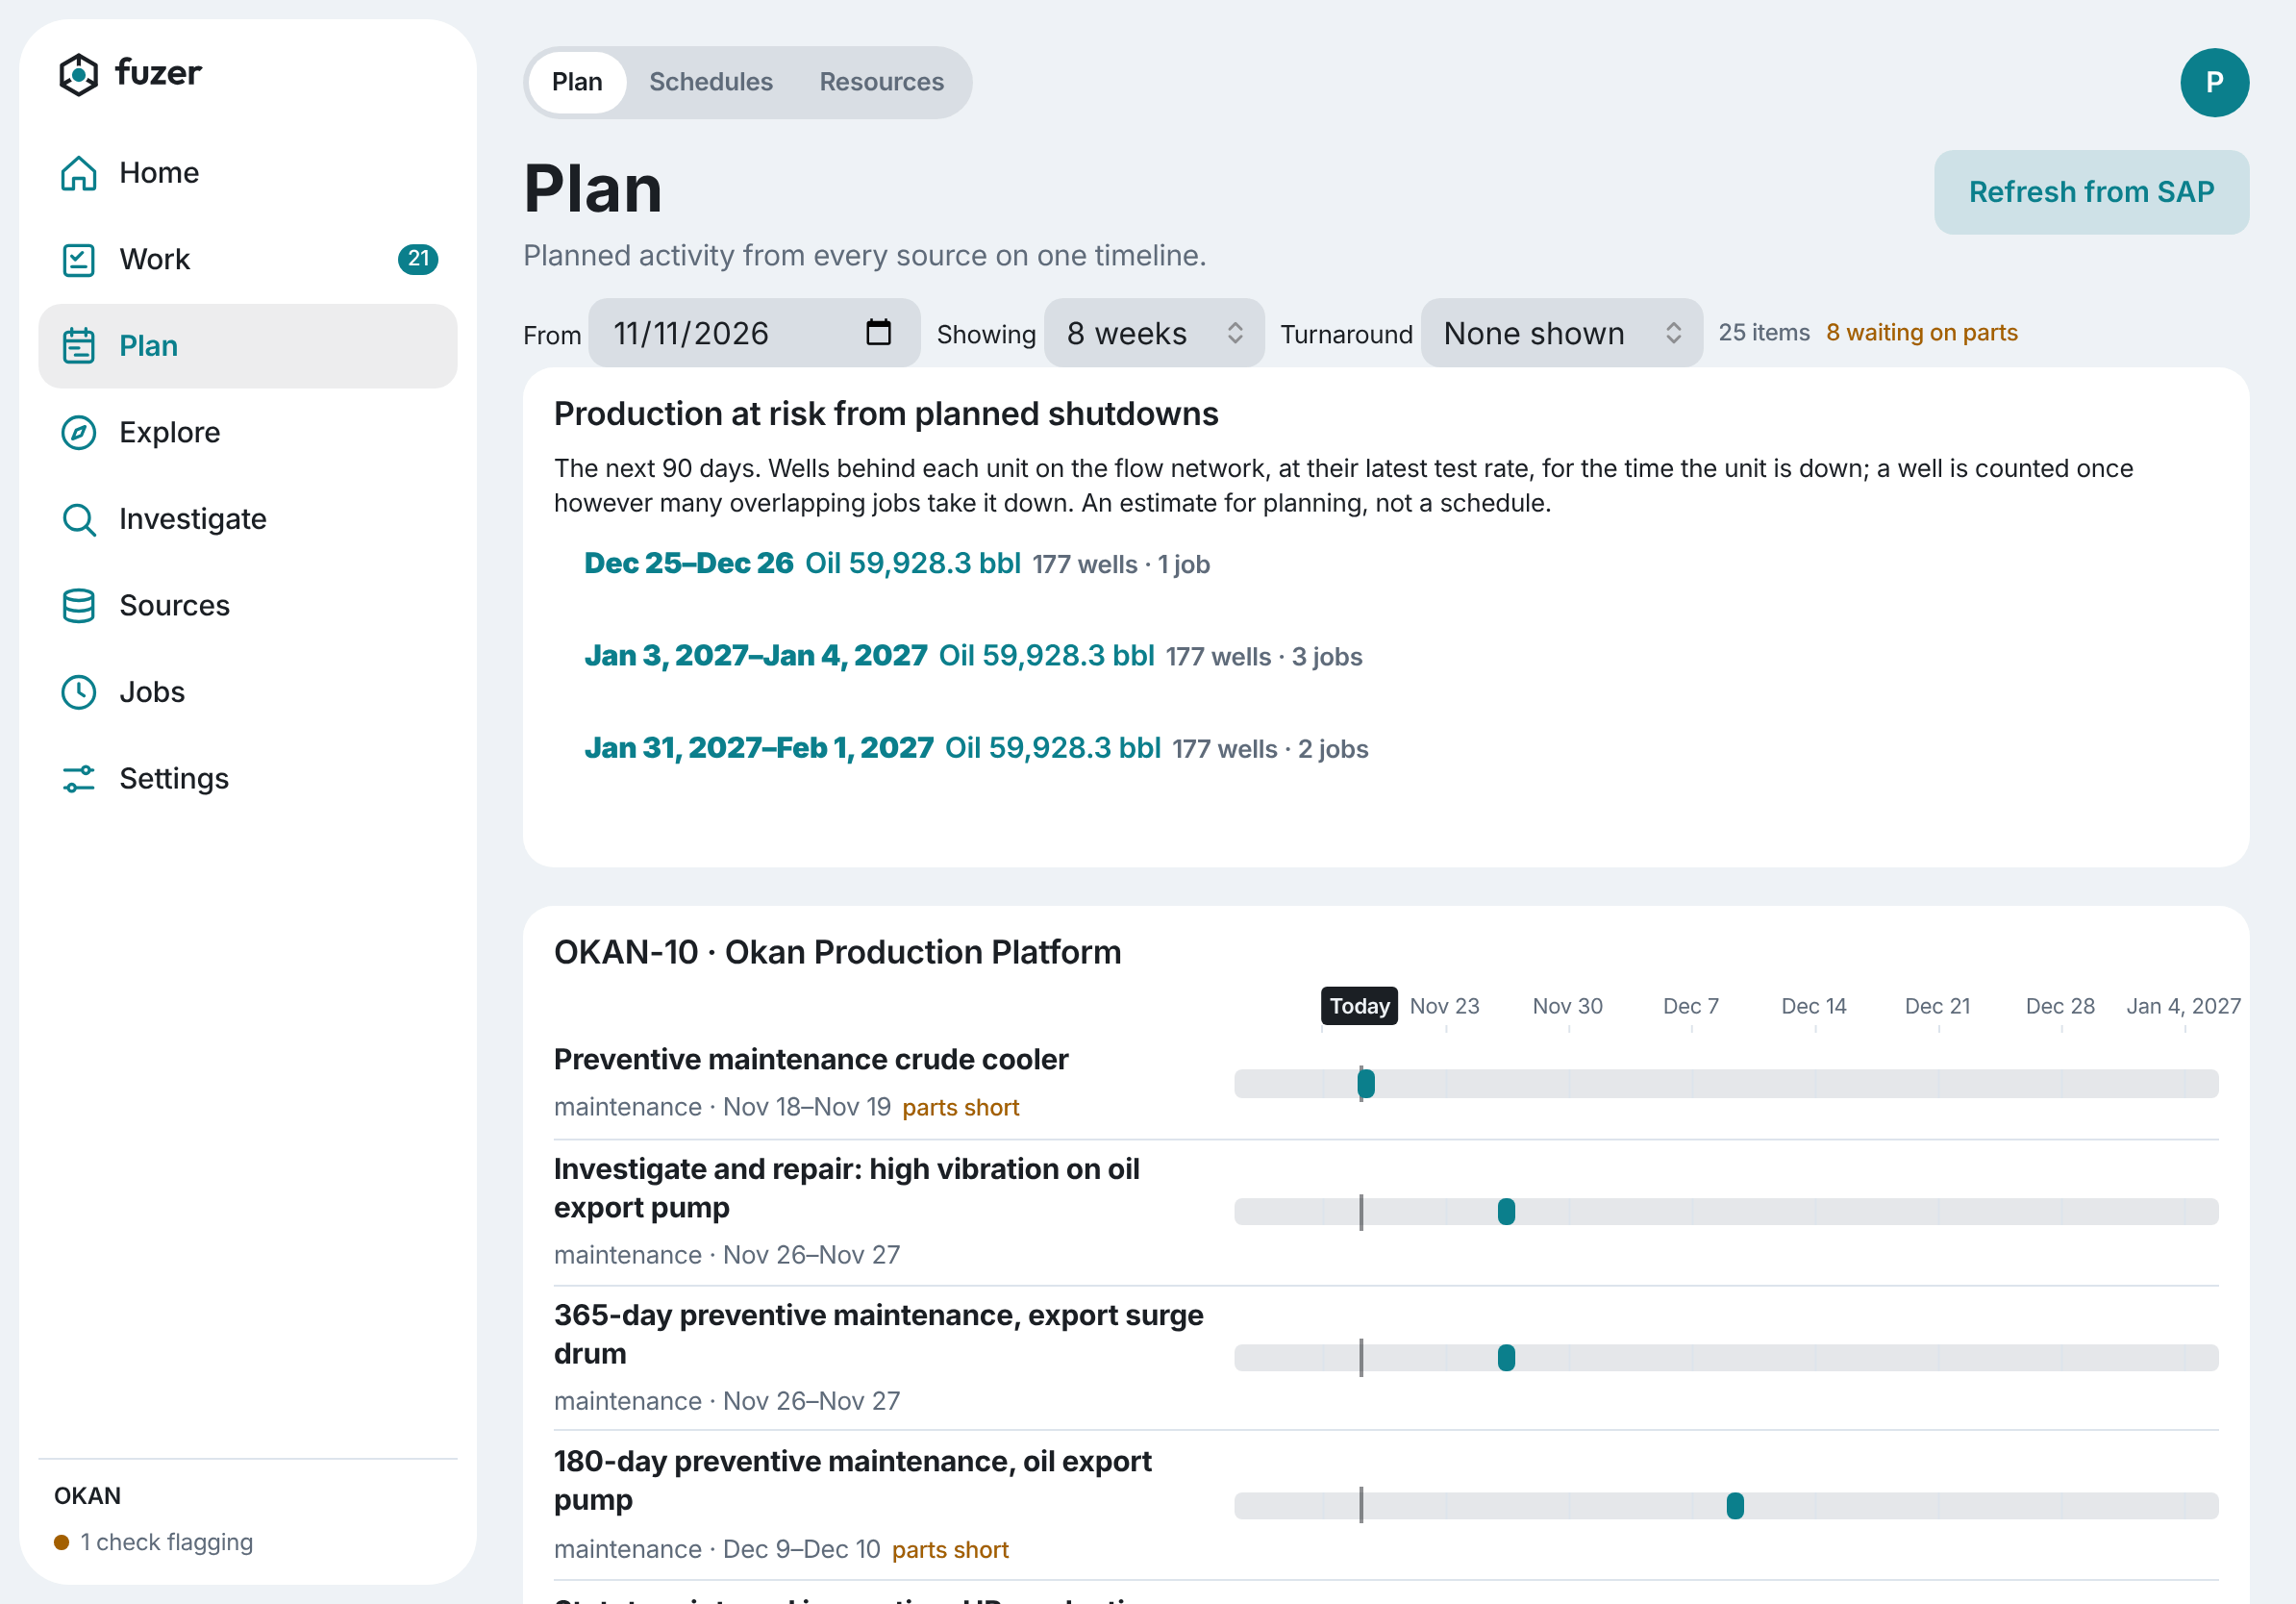 fuzer
Home
Work 21
Plan
Explore
Investigate
Sources
Jobs
Settings
OKAN
1 check flagging
Plan Schedules Resources
P
Plan
Refresh from SAP
Planned activity from every source on one timeline.
From 11/11/2026 Showing 8 weeks Turnaround None shown 25 items 8 waiting on parts
Production at risk from planned shutdowns
The next 90 days. Wells behind each unit on the flow network, at their latest test rate, for the time the unit is down; a well is counted once
however many overlapping jobs take it down. An estimate for planning, not a schedule.
Dec 25–Dec 26 Oil 59,928.3 bbl 177 wells · 1 job
Jan 3, 2027–Jan 4, 2027 Oil 59,928.3 bbl 177 wells · 3 jobs
Jan 31, 2027–Feb 1, 2027 Oil 59,928.3 bbl 177 wells · 2 jobs
OKAN-10 · Okan Production Platform
Today Nov 23 Nov 30 Dec 7 Dec 14 Dec 21 Dec 28 Jan 4, 2027
Preventive maintenance crude cooler
maintenance · Nov 18–Nov 19 parts short
Investigate and repair: high vibration on oil
export pump
maintenance · Nov 26–Nov 27
365-day preventive maintenance, export surge
drum
maintenance · Nov 26–Nov 27
180-day preventive maintenance, oil export
pump
maintenance · Dec 9–Dec 10 parts short